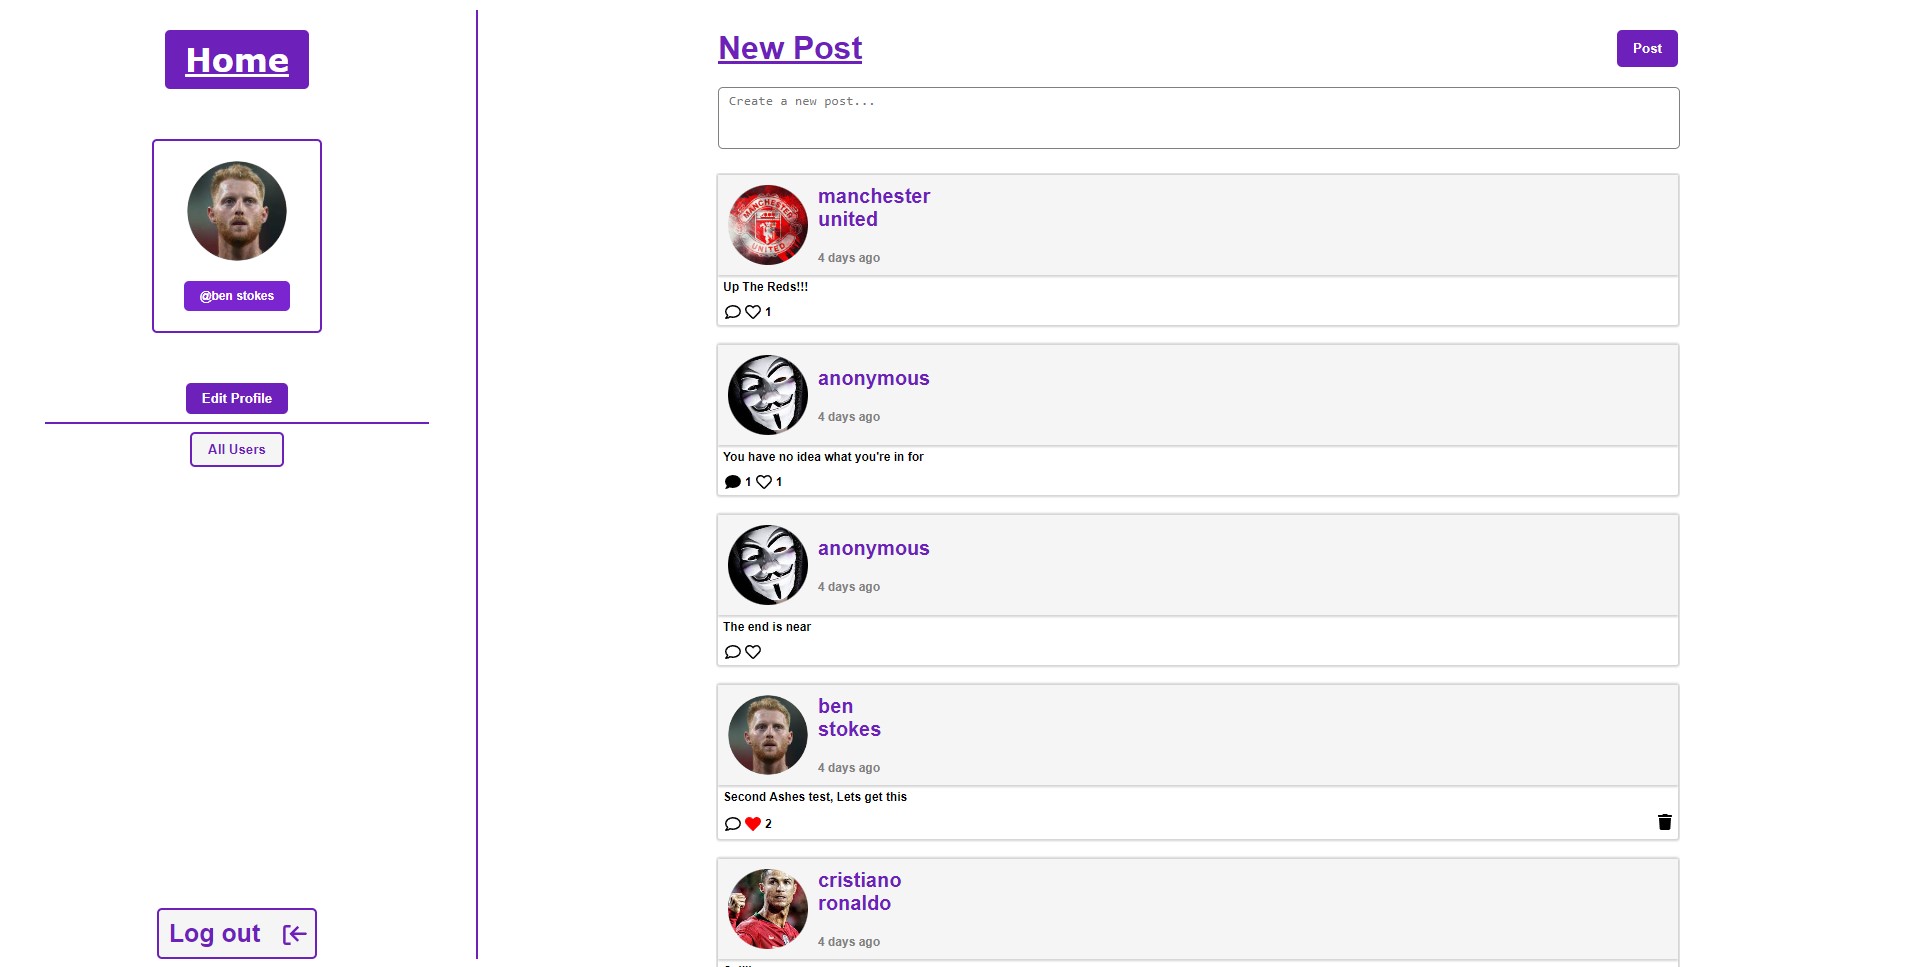 Home
@ben stokes
Edit Profile
All Users
Log out
New Post
Post
Create a new post...
MANCHESTER
UNITED
manchester
united
4 days ago
Up The Reds!!!
1
anonymous
4 days ago
You have no idea what you're in for
1 1
anonymous
4 days ago
The end is near
ben
stokes
4 days ago
Second Ashes test, Lets get this
2
cristiano
ronaldo
4 days ago